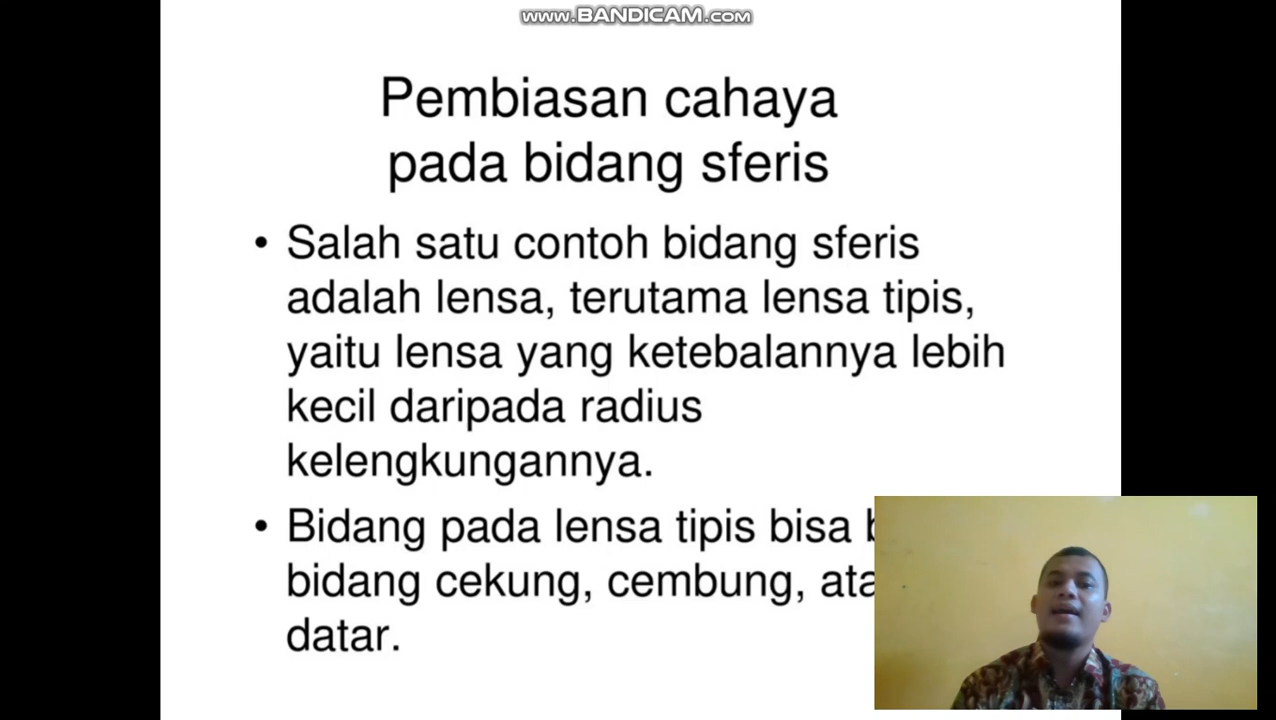 www.BANDICAM.com
Pembiasan cahaya
pada bidang sferis
• Salah satu contoh bidang sferis
adalah lensa, terutama lensa tipis,
yaitu lensa yang ketebalannya lebih
kecil daripada radius
kelengkungannya.
• Bidang pada lensa tipis bisa
bidang cekung, cembung,
datar.